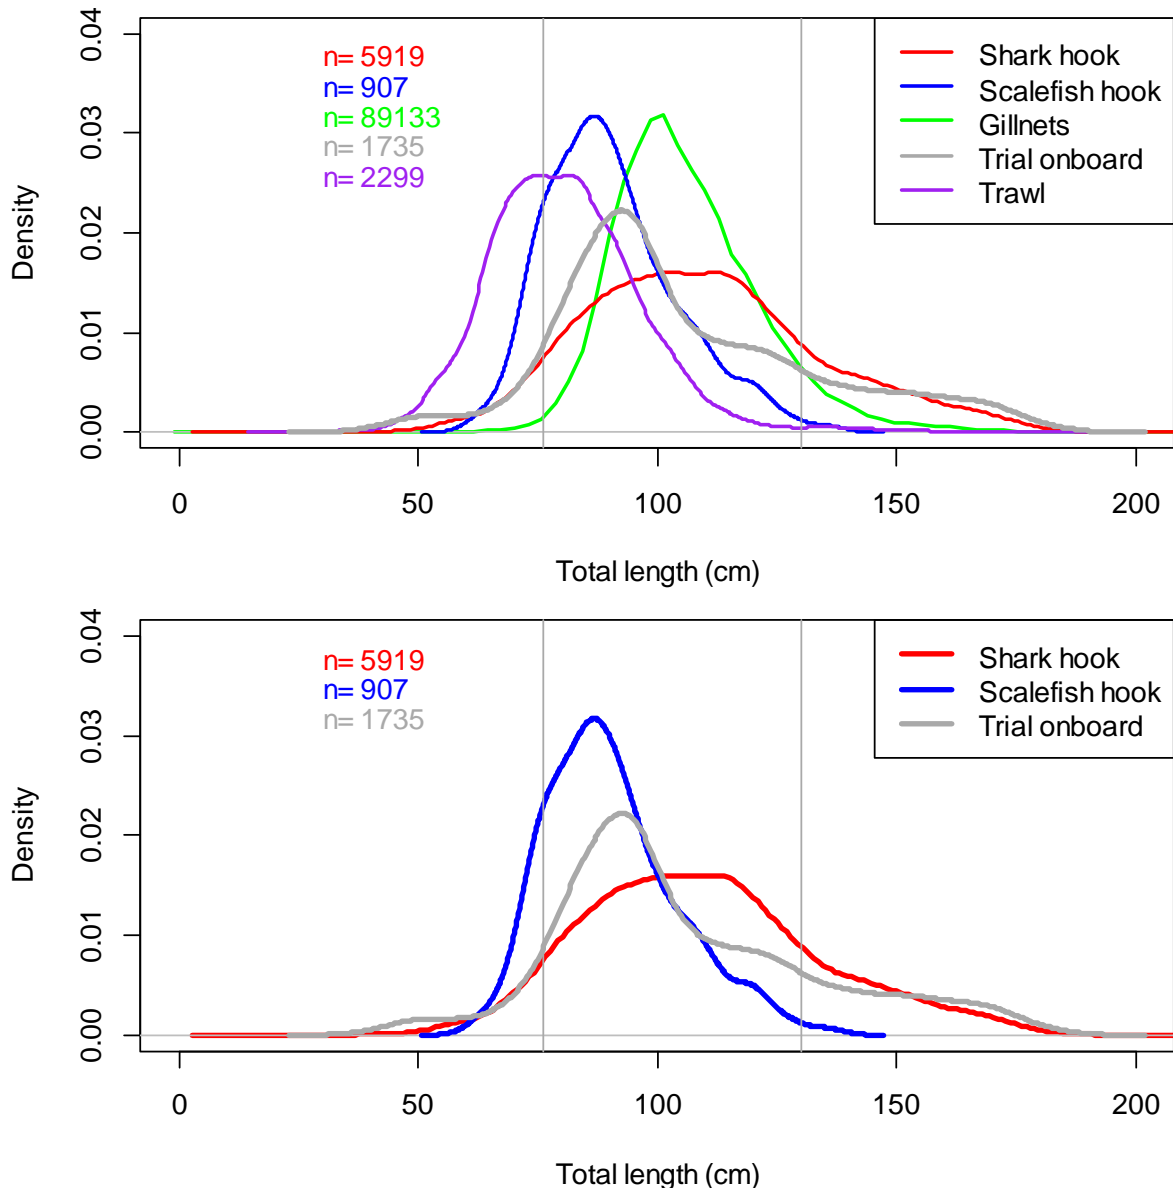 0.04
0.03
0.02
0.01
0.00
Density
n= 5919
n= 907
n= 89133
n= 1735
n= 2299
Shark hook
Scalefish hook
Gillnets
Trial onboard
Trawl
0 50 100 150 200
Total length (cm)
0.04
0.03
0.02
0.01
0.00
Density
n= 5919
n= 907
n= 1735
Shark hook
Scalefish hook
Trial onboard
0 50 100 150 200
Total length (cm)